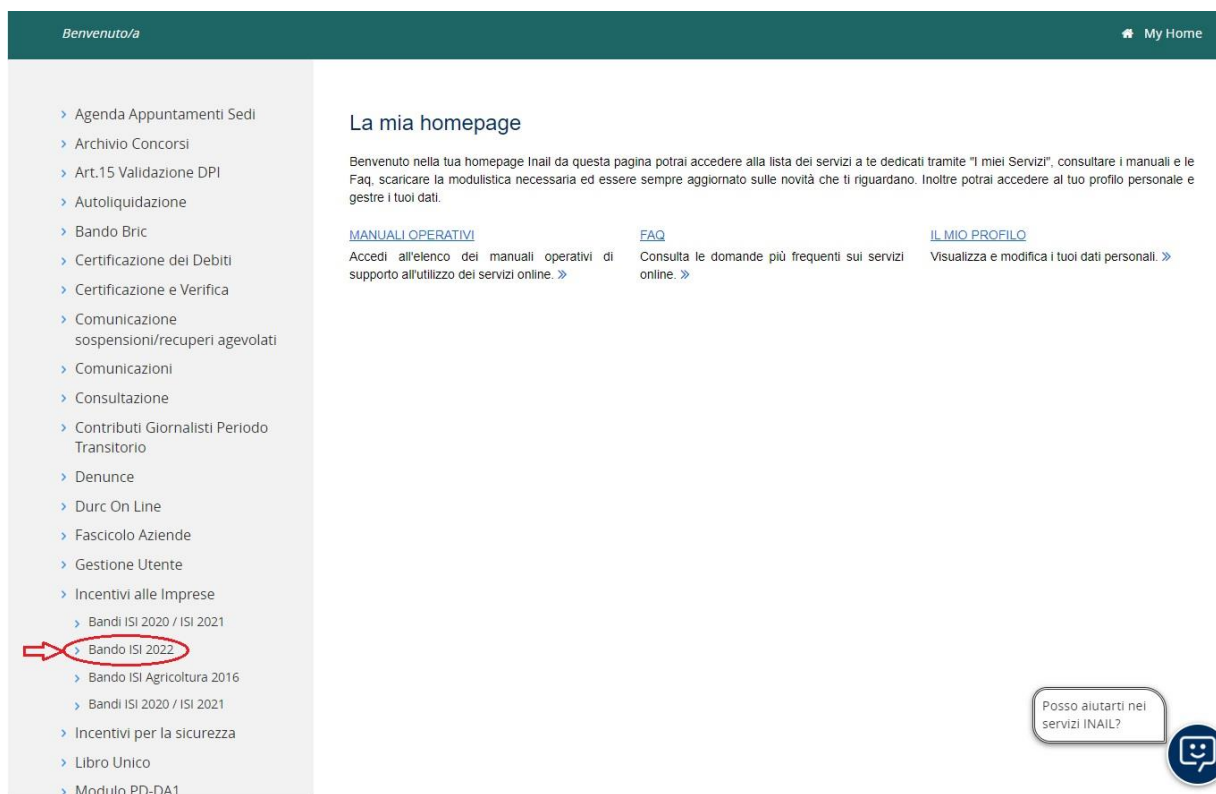 Benvenuto/a
My Home
Agenda Appuntamenti Sedi
Archivio Concorsi
Art.15 Validazione DPI
Autoliquidazione
Bando Bric
Certificazione dei Debiti
Certificazione e Verifica
Comunicazione
sospensioni/recuperi agevolati
Comunicazioni
Consultazione
Contributi Giornalisti Periodo
Transitorio
Denunce
Durc On Line
Fascicolo Aziende
Gestione Utente
Incentivi alle Imprese
Bandi ISI 2020 / ISI 2021
Bando ISI 2022
Bando ISI Agricoltura 2016
Bandi ISI 2020 / ISI 2021
Incentivi per la sicurezza
Libro Unico
Modulo PD-DA1
La mia homepage
Benvenuto nella tua homepage Inail da questa pagina potrai accedere alla lista dei servizi a te dedicati tramite "I miei Servizi", consultare i manuali e le
Faq, scaricare la modulistica necessaria ed essere sempre aggiornato sulle novità che ti riguardano. Inoltre potrai accedere al tuo profilo personale e
gestre i tuoi dati.
MANUALI OPERATIVI
Accedi all'elenco dei manuali operativi di
supporto all'utilizzo dei servizi online. »
FAQ
Consulta le domande più frequenti sui servizi
online. »
IL MIO PROFILO
Visualizza e modifica i tuoi dati personali. »
Posso aiutarti nei
servizi INAIL?